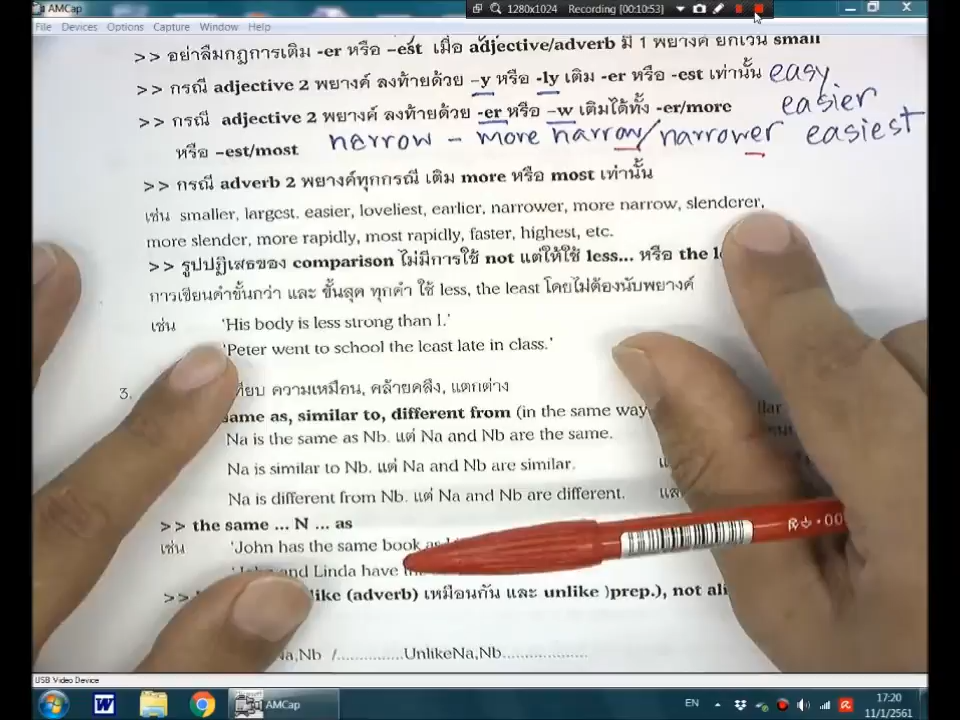 AMCap
1280x1024 Recording [00:10:53]
File Devices Options Capture Window Help
>> อย่าลืมกฎการเติม -er หรือ -est เมื่อ adjective/adverb มี 1 พยางค์ ยกเว้น small
>> กรณี adjective 2 พยางค์ ลงท้ายด้วย -y หรือ -ly เติม -er หรือ -est เท่านั้น easy
>> กรณี adjective 2 พยางค์ ลงท้ายด้วย -er หรือ -w เติมได้ทั้ง -er/more easier
หรือ -est/most narrow - more narrow/narrower easiest
>> กรณี adverb 2 พยางค์ทุกกรณี เติม more หรือ most เท่านั้น
เช่น smaller, largest, easier, loveliest, earlier, narrower, more narrow, slenderer,
more slender, more rapidly, most rapidly, faster, highest, etc.
>> รูปปฏิเสธของ comparison ไม่มีการใช้ not แต่ให้ใช้ less... หรือ the
การเขียนคำขั้นกว่า และ ขั้นสุด ทุกคำ ใช้ less, the least โดยไม่ต้องนับพยางค์
เช่น 'His body is less strong than I.'
'Peter went to school the least late in class.'
3. ความเหมือน, คล้ายคลึง, แตกต่าง
same as, similar to, different from (in the same way
Na is the same as Nb. แต่ Na and Nb are the same.
Na is similar to Nb. แต่ Na and Nb are similar.
Na is different from Nb. แต่ Na and Nb are different.
>> the same ... N ... as
เช่น 'John has the same book as
and Linda have
>> like (adverb) เหมือนกัน และ unlike )prep.), not
Na,Nb /............UnlikeNa,Nb................
USB Video Device
AMCap EN 17:20
11/1/2561